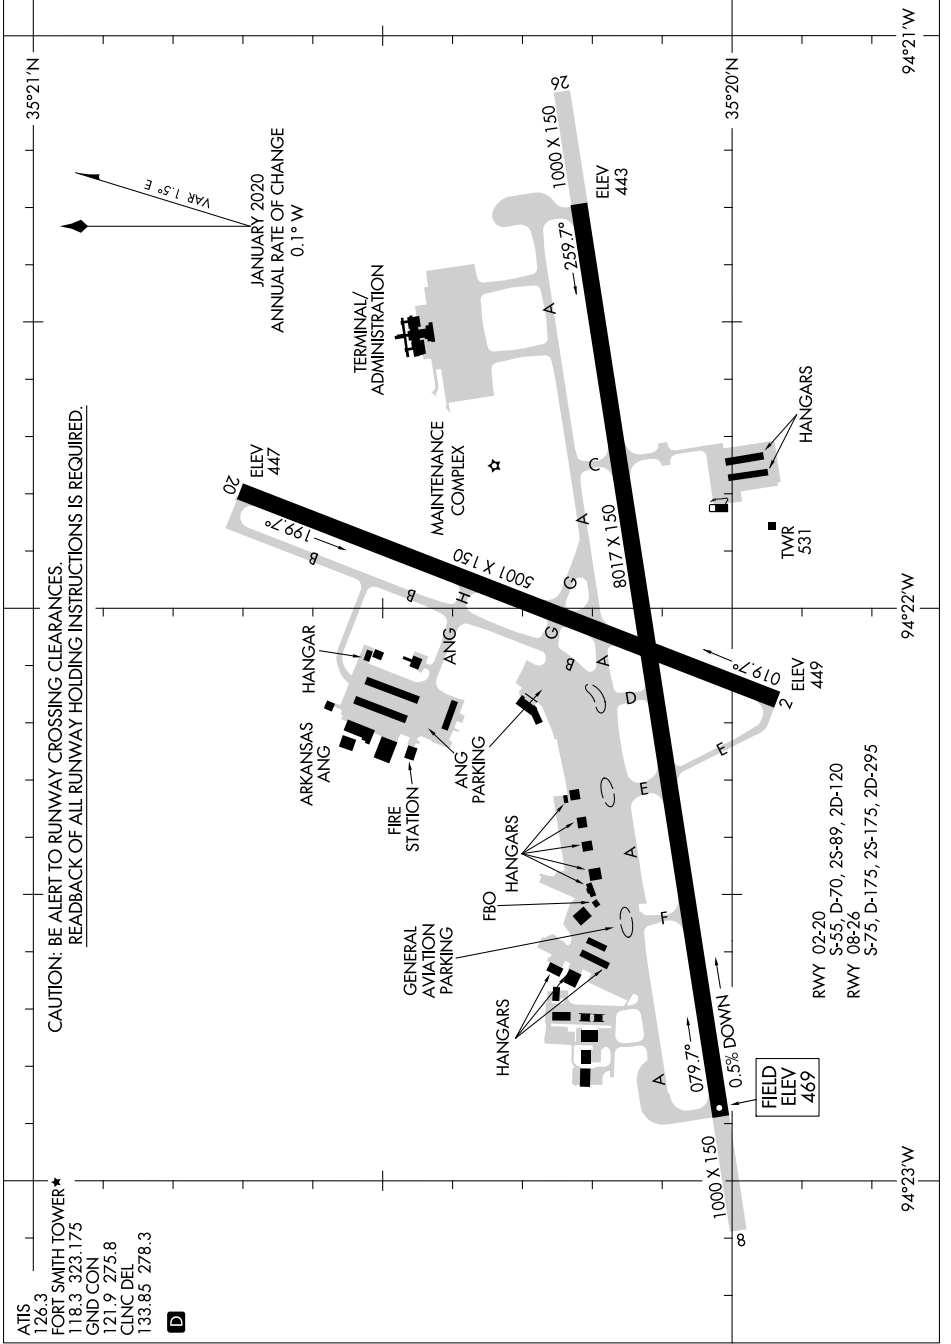 ATIS
126.3
FORT SMITH TOWER★
118.3 323.175
GND CON
121.9 275.8
CLNC DEL
133.85 278.3
D
CAUTION: BE ALERT TO RUNWAY CROSSING CLEARANCES.
READBACK OF ALL RUNWAY HOLDING INSTRUCTIONS IS REQUIRED.
35°21'N
VAR 1.5° E
JANUARY 2020
ANNUAL RATE OF CHANGE
0.1° W
20
ELEV
447
199.7°
B
B
H
5001 X 150
HANGAR
ANG
ARKANSAS
ANG
FIRE
STATION
ANG
PARKING
TERMINAL/
ADMINISTRATION
MAINTENANCE
COMPLEX
G
G
B
A
A
C
A
D
HANGARS
FBO
GENERAL
AVIATION
PARKING
HANGARS
E
A
F
A
E
26
1000 X 150
ELEV
443
259.7°
8017 X 150
019.7°
ELEV
449
2
TWR
531
HANGARS
35°20'N
079.7°
0.5% DOWN
FIELD
ELEV
469
1000 X 150
8
RWY 02-20
S-55, D-70, 2S-89, 2D-120
RWY 08-26
S-75, D-175, 2S-175, 2D-295
94°23'W
94°22'W
94°21'W